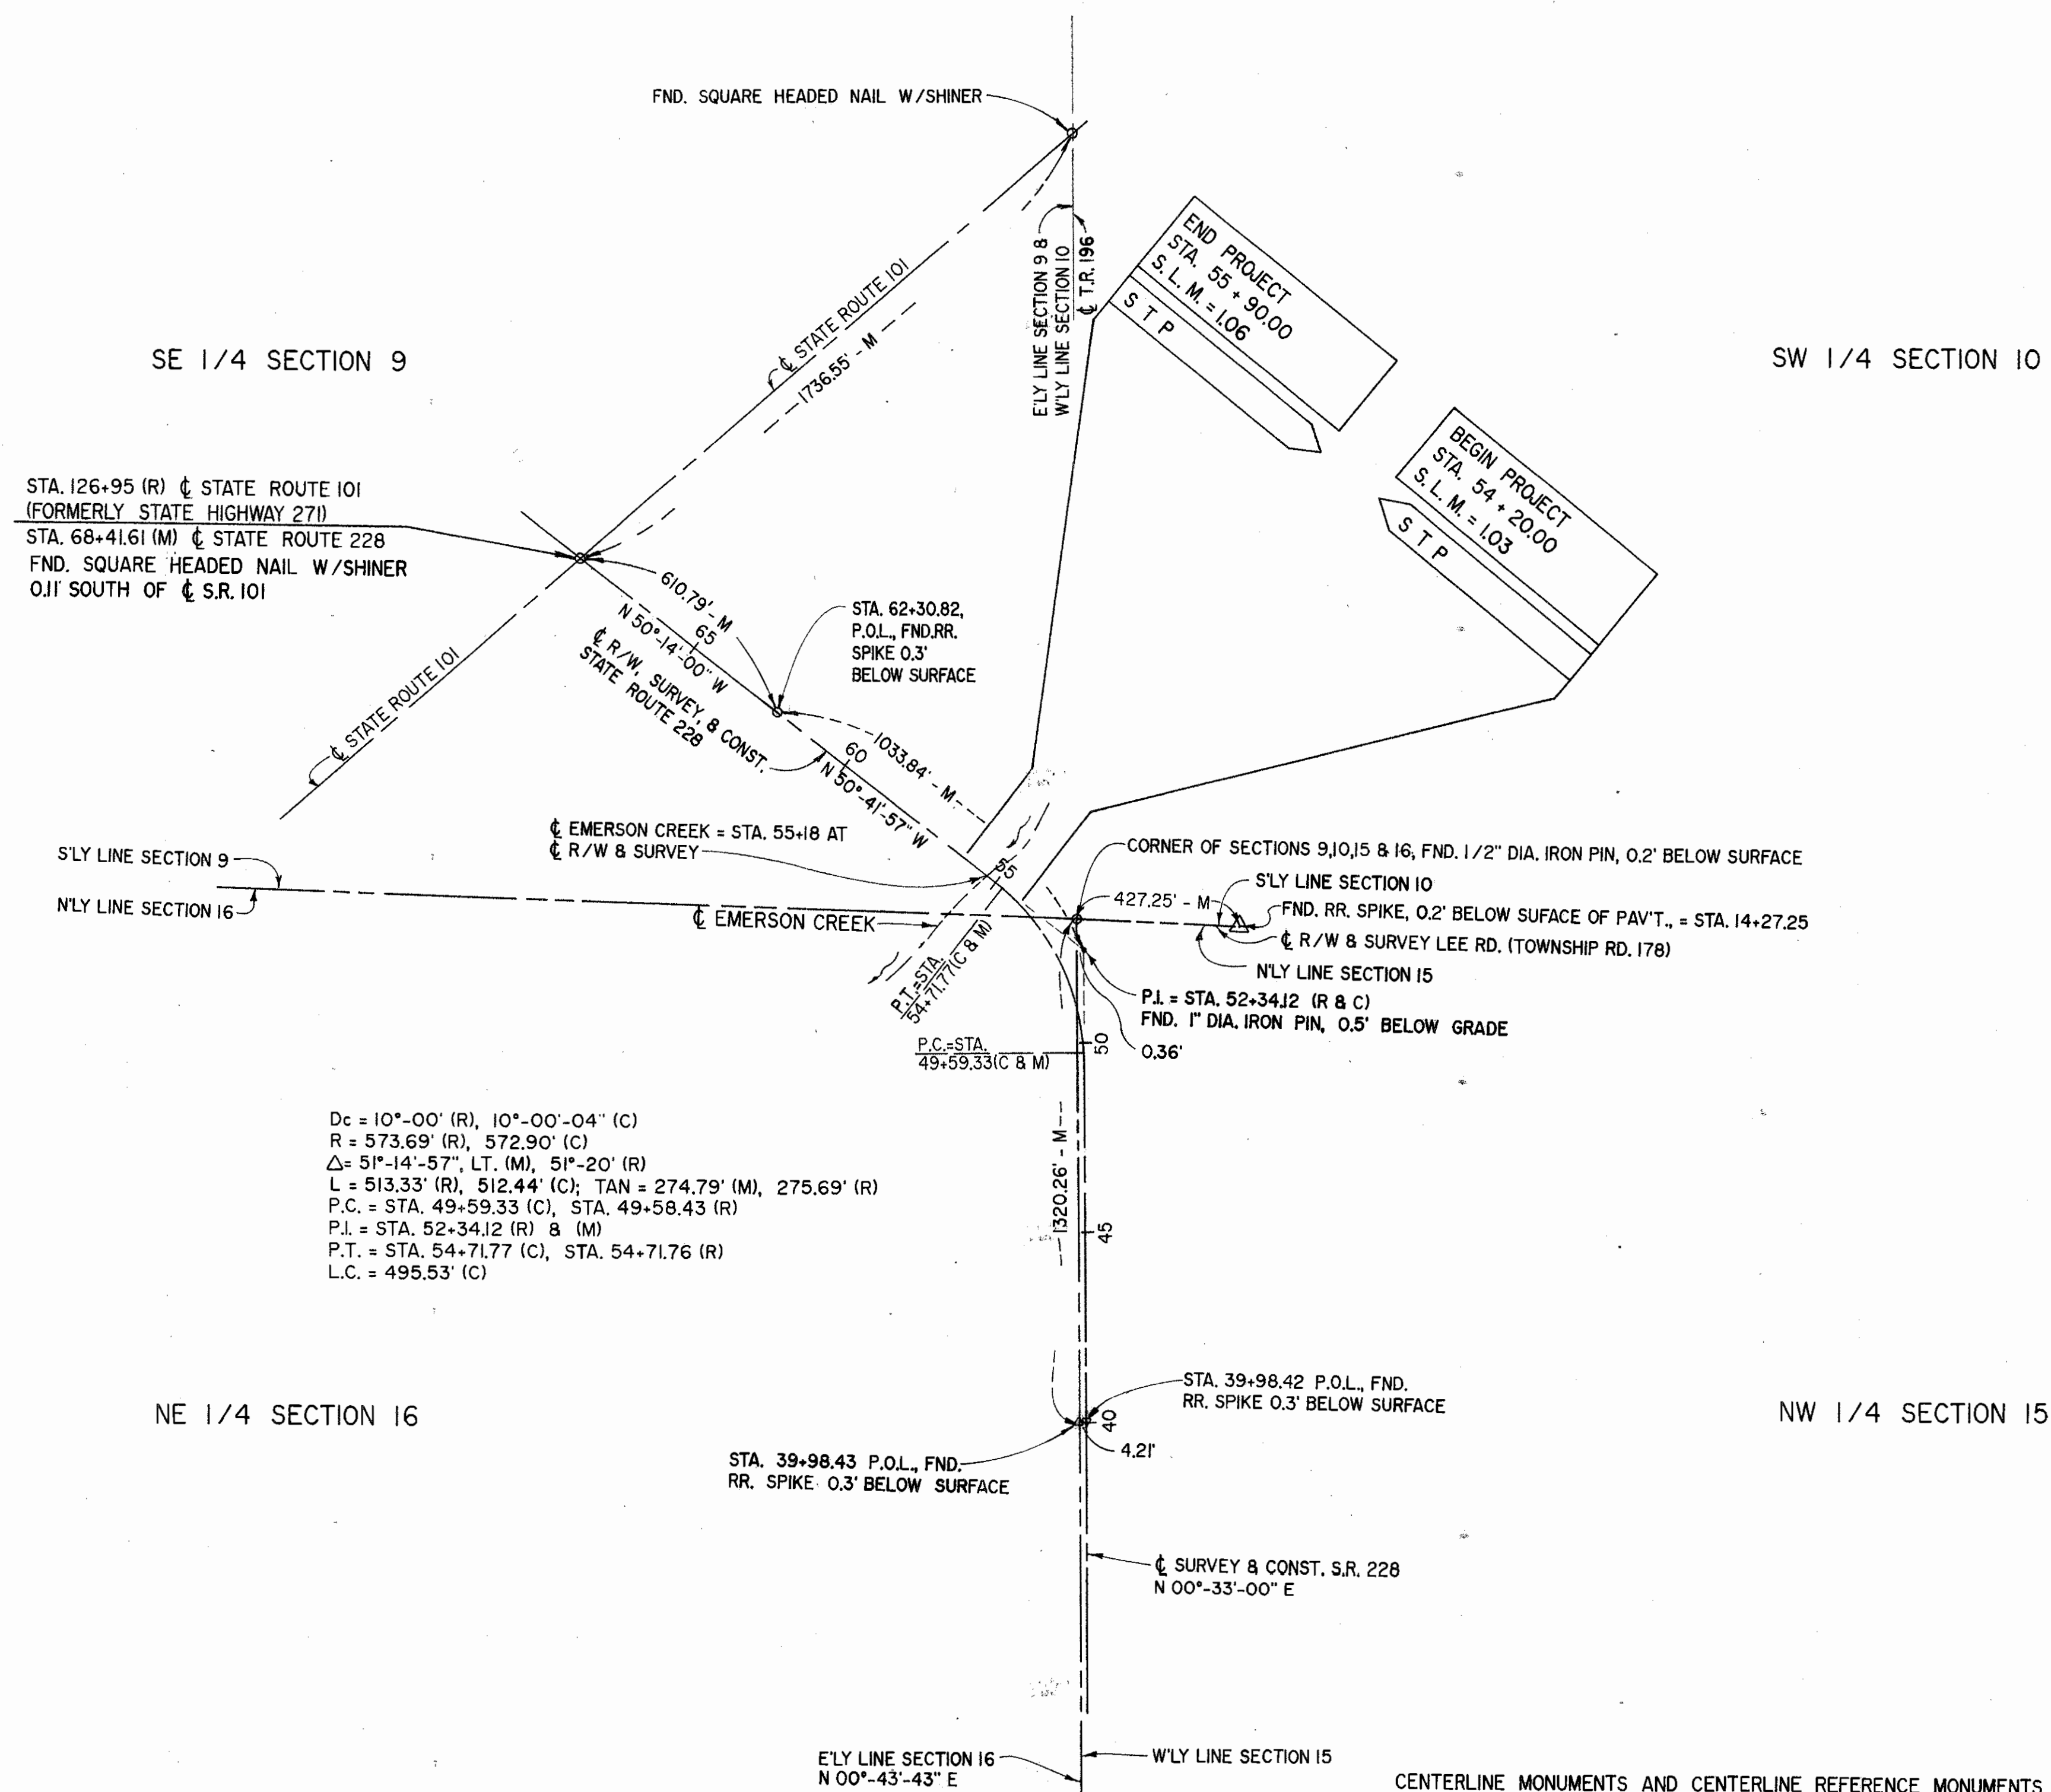 FND. SQUARE HEADED NAIL W/SHINER
E'LY LINE SECTION 9 &
W'LY LINE SECTION 10
℄ T.R. 196
END PROJECT
STA. 55 + 90.00
S. L. M. = 1.06
S T P
℄ STATE ROUTE 101
1736.55' - M
SE 1/4 SECTION 9
SW 1/4 SECTION 10
BEGIN PROJECT
STA. 54 + 20.00
S. L. M. = 1.03
S T P
STA. 126+95 (R) ℄ STATE ROUTE 101
(FORMERLY STATE HIGHWAY 271)
STA. 68+41.61 (M) ℄ STATE ROUTE 228
FND. SQUARE HEADED NAIL W/SHINER
0.11' SOUTH OF ℄ S.R. 101
610.79' - M
65
N 50°-14'-00" W
℄ R/W, SURVEY, & CONST.
STATE ROUTE 228
STA. 62+30.82,
P.O.L., FND.RR.
SPIKE 0.3'
BELOW SURFACE
℄ STATE ROUTE 101
1033.84' - M
60
N 50°-41'-57" W
℄ EMERSON CREEK = STA. 55+18 AT
℄ R/W & SURVEY
55
S'LY LINE SECTION 9
N'LY LINE SECTION 16
CORNER OF SECTIONS 9,10,15 & 16, FND. 1/2" DIA. IRON PIN, 0.2' BELOW SURFACE
S'LY LINE SECTION 10
427.25' - M
FND. RR. SPIKE, 0.2' BELOW SUFACE OF PAV'T., = STA. 14+27.25
℄ EMERSON CREEK
℄ R/W & SURVEY LEE RD. (TOWNSHIP RD. 178)
N'LY LINE SECTION 15
P.T.=STA.
54+71.77(C & M)
P.I. = STA. 52+34.12 (R & C)
FND. 1" DIA. IRON PIN, 0.5' BELOW GRADE
0.36'
P.C.=STA.
49+59.33(C & M)
50
Dc = 10°-00' (R), 10°-00'-04" (C)
R = 573.69' (R), 572.90' (C)
△= 51°-14'-57", LT. (M), 51°-20' (R)
L = 513.33' (R), 512.44' (C); TAN = 274.79' (M), 275.69' (R)
P.C. = STA. 49+59.33 (C), STA. 49+58.43 (R)
P.I. = STA. 52+34.12 (R) & (M)
P.T. = STA. 54+71.77 (C), STA. 54+71.76 (R)
L.C. = 495.53' (C)
1320.26' - M
45
NE 1/4 SECTION 16
NW 1/4 SECTION 15
STA. 39+98.42 P.O.L., FND.
RR. SPIKE 0.3' BELOW SURFACE
40
4.21'
STA. 39+98.43 P.O.L., FND.
RR. SPIKE 0.3' BELOW SURFACE
℄ SURVEY & CONST. S.R. 228
N 00°-33'-00" E
E'LY LINE SECTION 16
N 00°-43'-43" E
W'LY LINE SECTION 15
CENTERLINE MONUMENTS AND CENTERLINE REFERENCE MONUMENTS